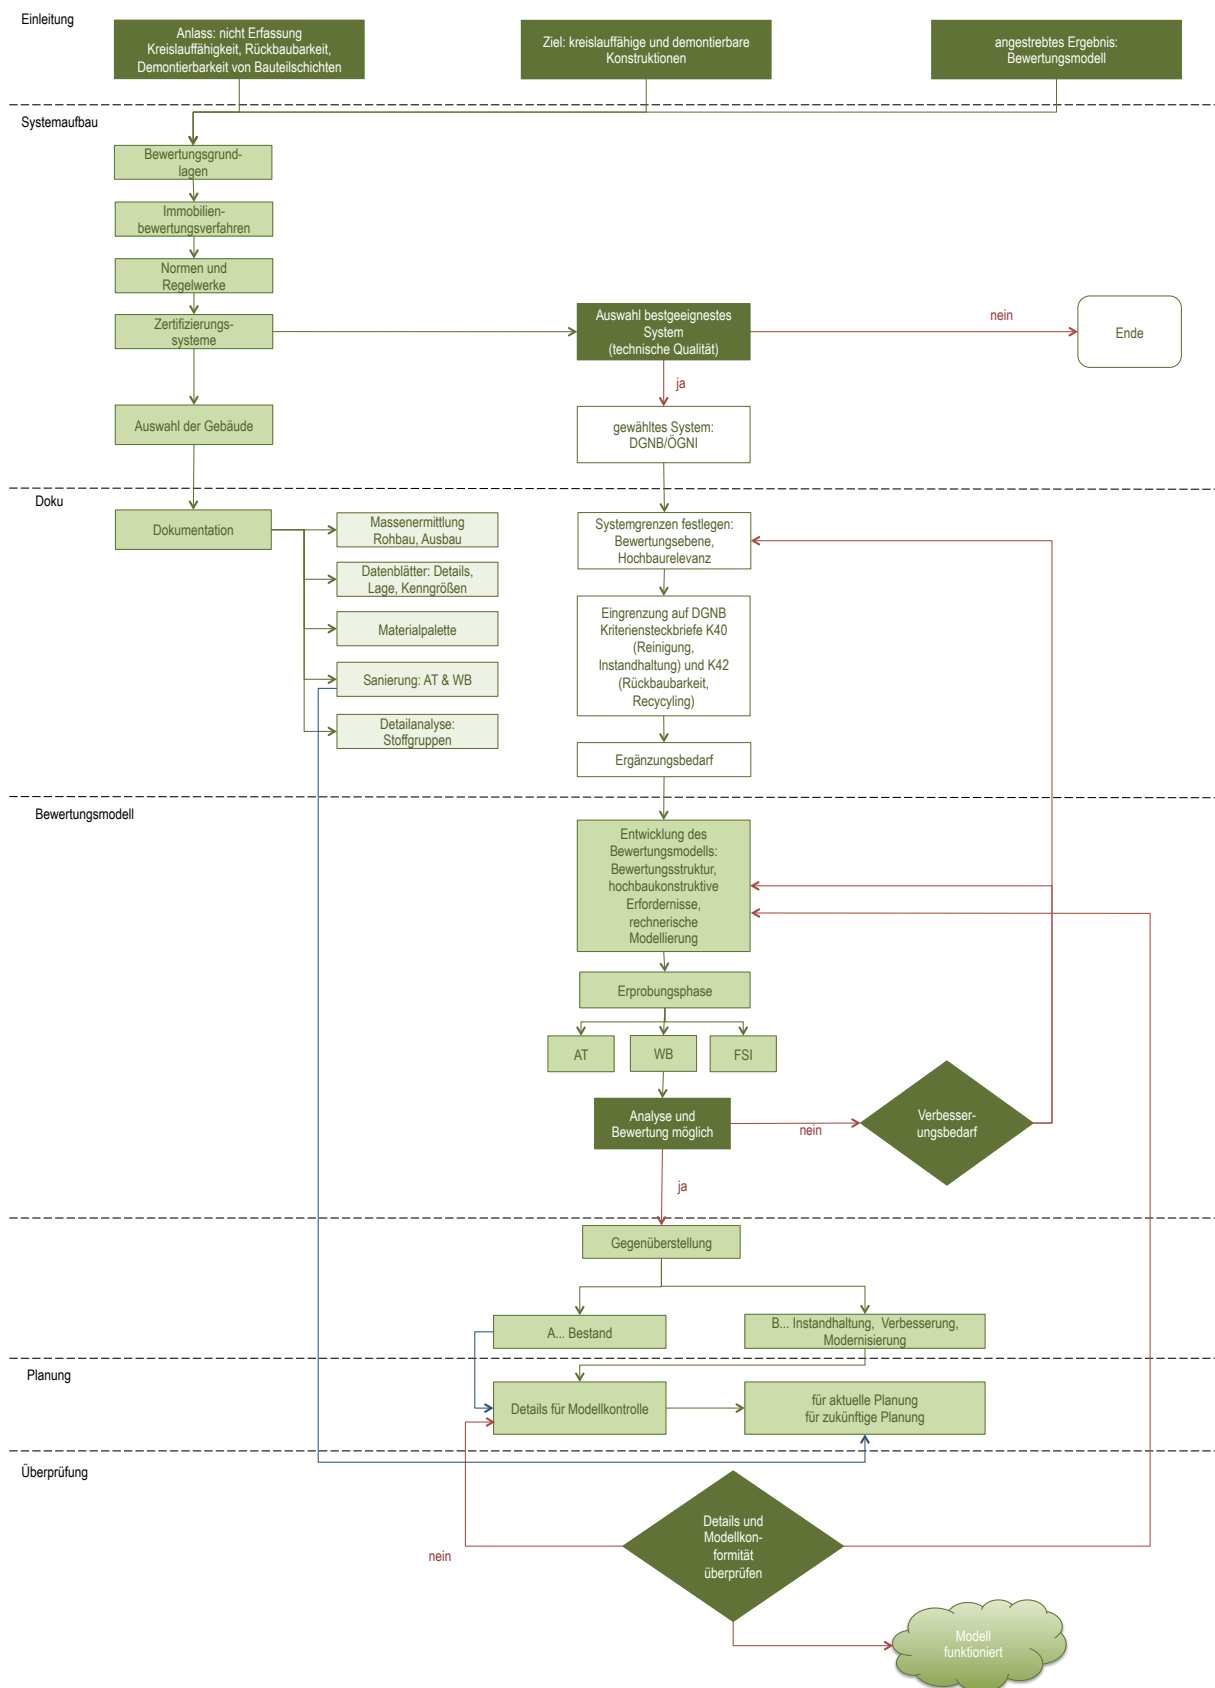 Einleitung
Anlass: nicht Erfassung
Kreislauffähigkeit, Rückbaubarkeit,
Demontierbarkeit von Bauteilschichten
Ziel: kreislauffähige und demontierbare
Konstruktionen
angestrebtes Ergebnis:
Bewertungsmodell
Systemaufbau
Bewertungsgrund-
lagen
Immobilien-
bewertungsverfahren
Normen und
Regelwerke
Zertifizierungs-
systeme
Auswahl bestgeeignestes
System
(technische Qualität)
nein
Ende
ja
Auswahl der Gebäude
gewähltes System:
DGNB/ÖGNI
Doku
Dokumentation
Massenermittlung
Rohbau, Ausbau
Datenblätter: Details,
Lage, Kenngrößen
Materialpalette
Sanierung: AT & WB
Detailanalyse:
Stoffgruppen
Systemgrenzen festlegen:
Bewertungsebene,
Hochbaurelevanz
Eingrenzung auf DGNB
Kriteriensteckbriefe K40
(Reinigung,
Instandhaltung) und K42
(Rückbaubarkeit,
Recycyling)
Ergänzungsbedarf
Bewertungsmodell
Entwicklung des
Bewertungsmodells:
Bewertungsstruktur,
hochbaukonstruktive
Erfordernisse,
rechnerische
Modellierung
Erprobungsphase
AT
WB
FSI
Analyse und
Bewertung möglich
nein
Verbesser-
ungsbedarf
ja
Gegenüberstellung
A... Bestand
B... Instandhaltung, Verbesserung,
Modernisierung
Planung
Details für Modellkontrolle
für aktuelle Planung
für zukünftige Planung
Überprüfung
Details und
Modellkon-
formität
überprüfen
nein
Modell
funktioniert